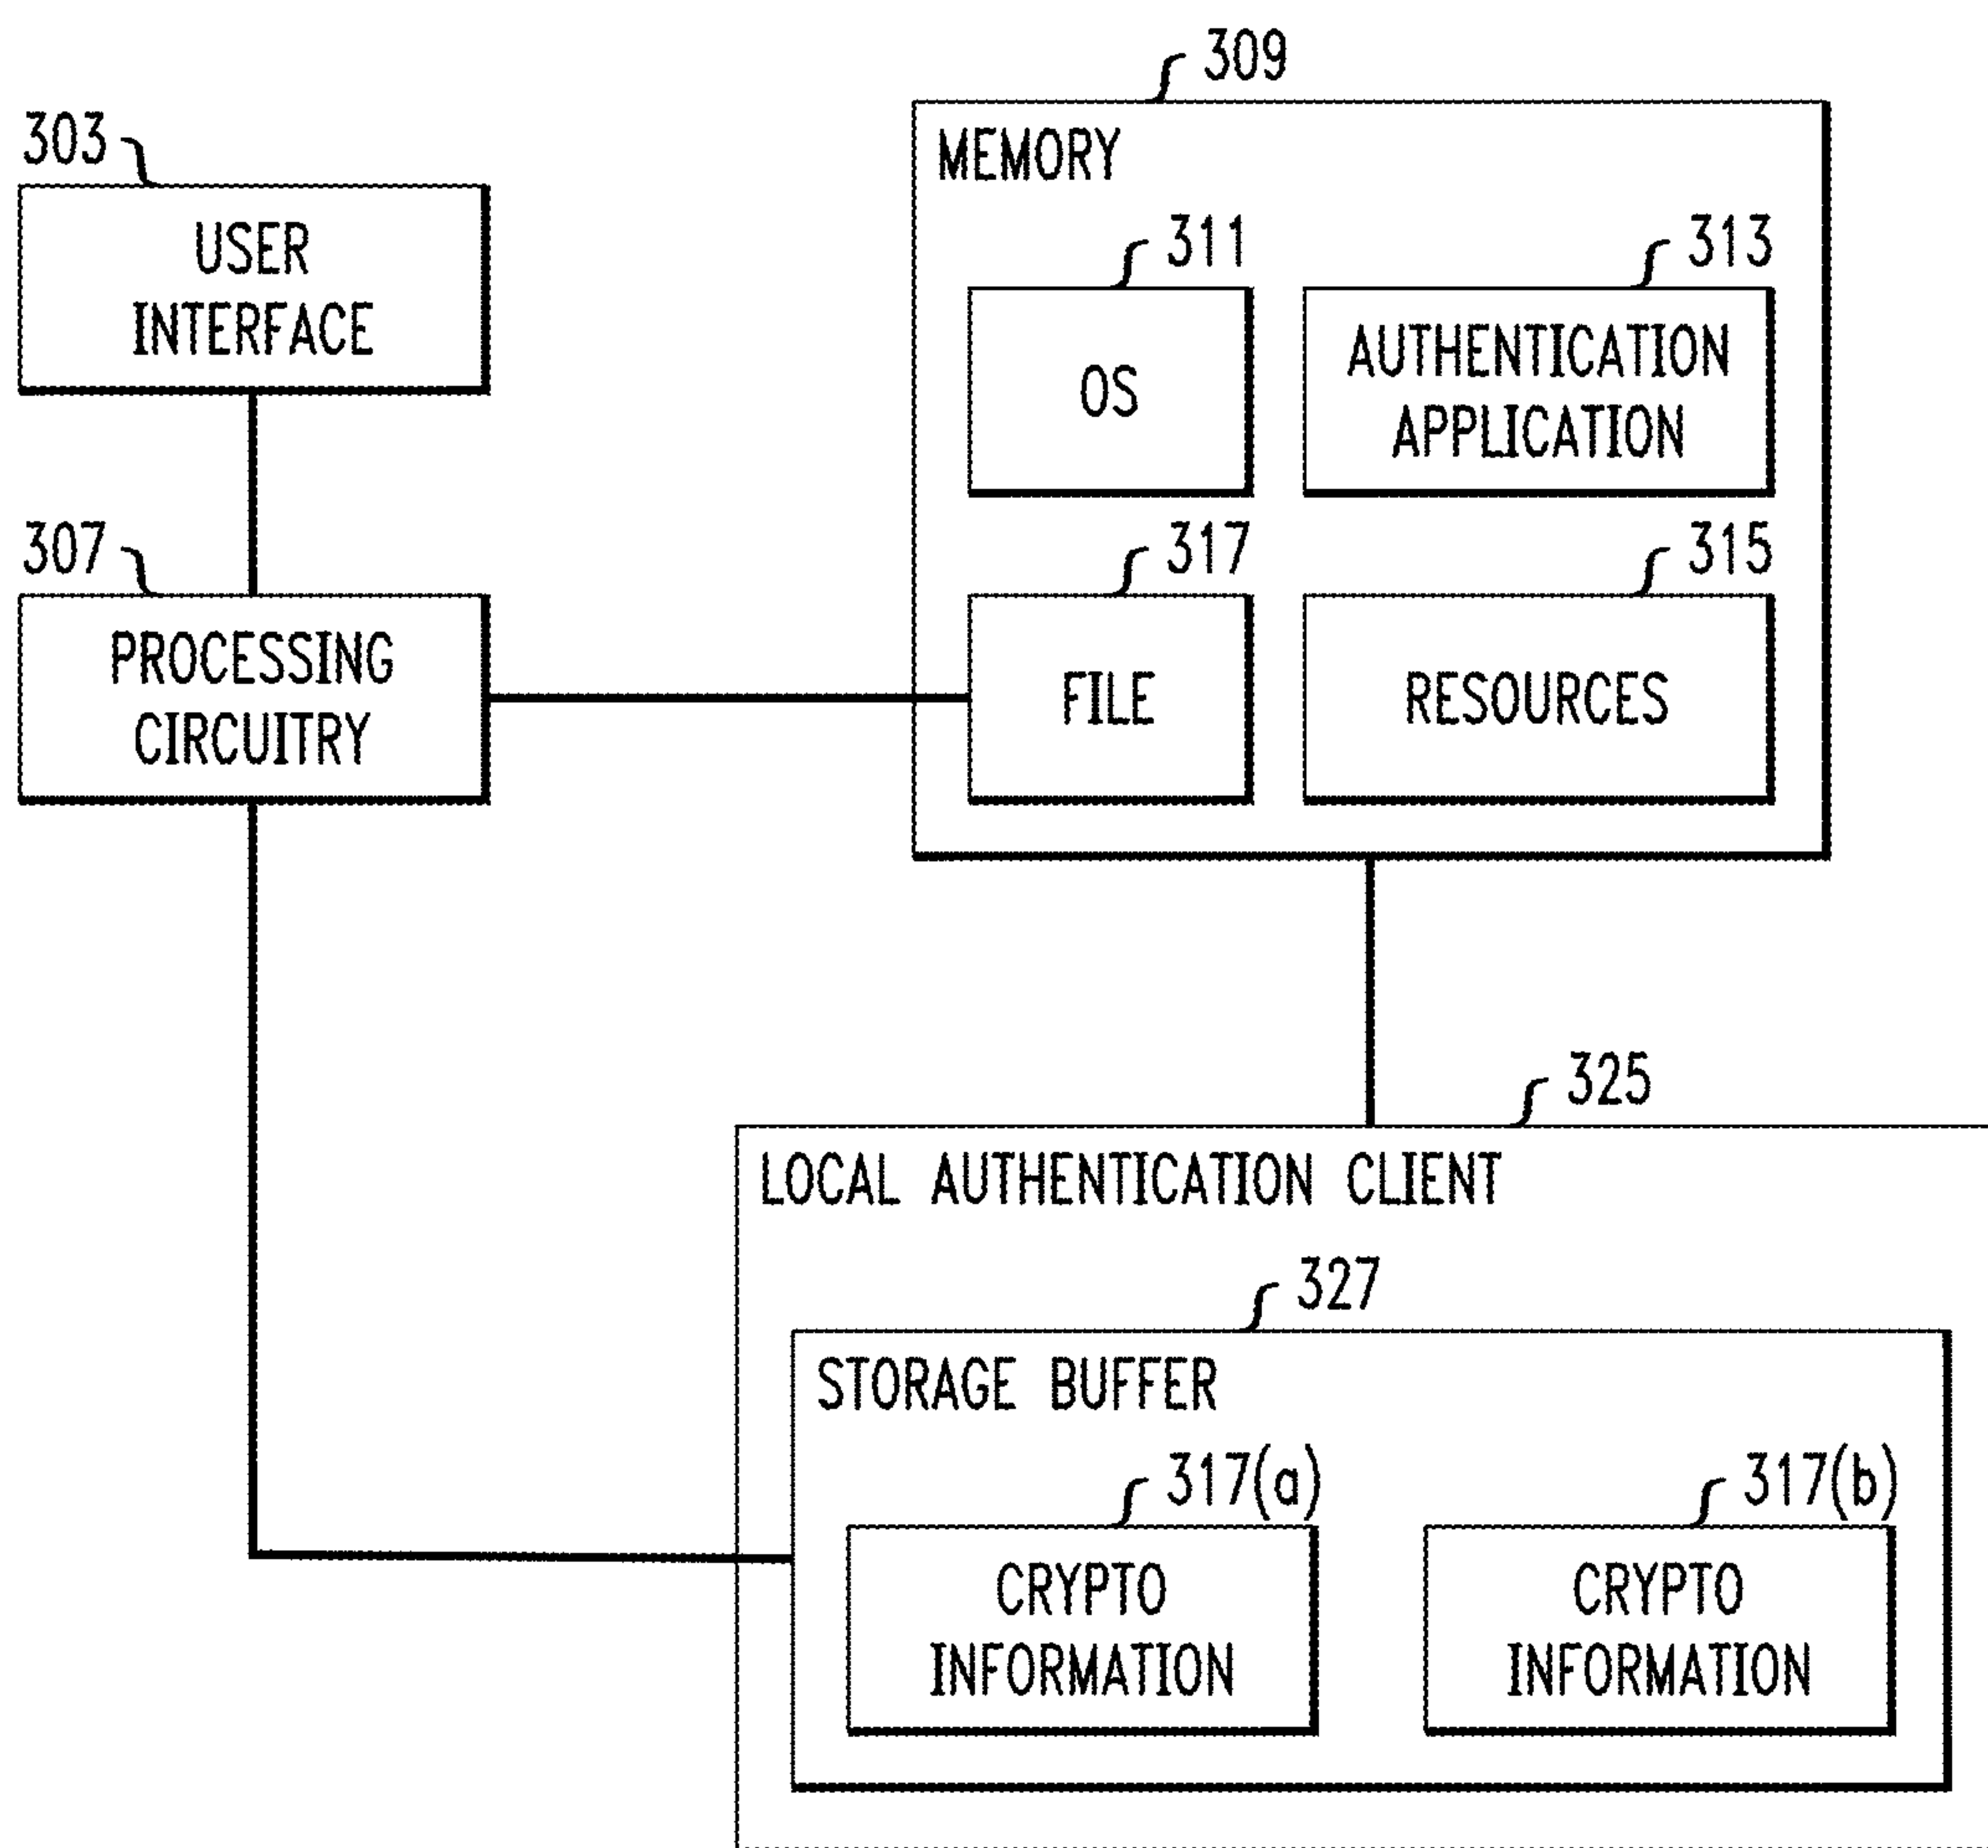 309
303
MEMORY
USER
INTERFACE
311
313
OS
AUTHENTICATION
APPLICATION
307
317
315
PROCESSING
CIRCUITRY
FILE
RESOURCES
325
LOCAL AUTHENTICATION CLIENT
327
STORAGE BUFFER
317(a)
317(b)
CRYPTO
INFORMATION
CRYPTO
INFORMATION